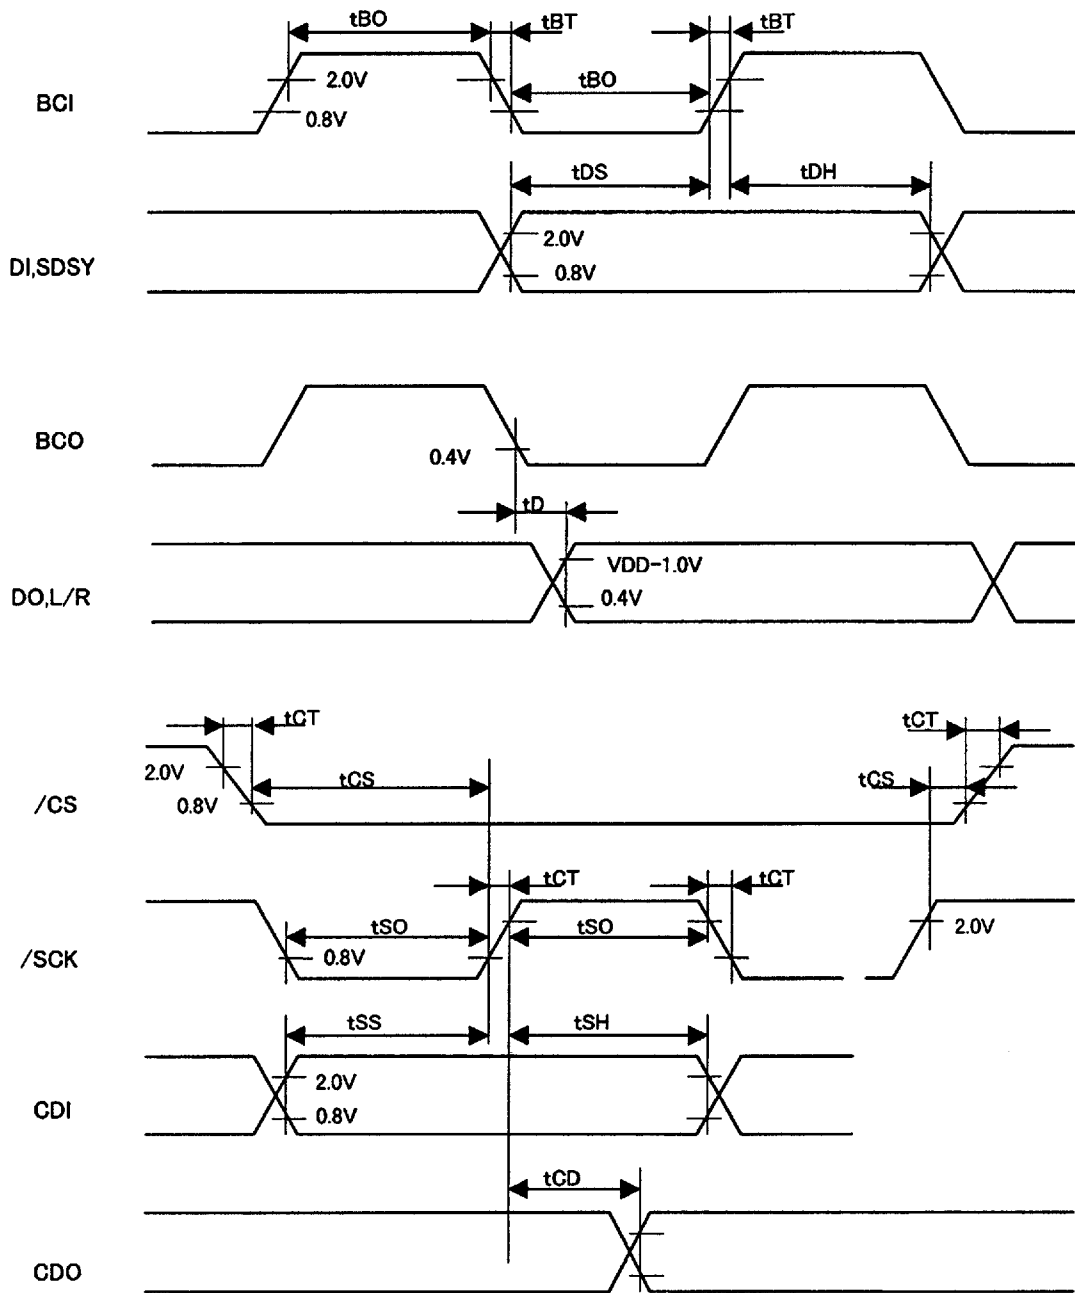 tBO tBT tBT
BCI 2.0V tBO
0.8V
tDS tDH
DI,SDSY 2.0V
0.8V
BCO 0.4V
tD
DO,L/R VDD-1.0V
0.4V
tCT tCT
2.0V tCS tCS
/CS 0.8V
tCT tCT
tSO tSO 2.0V
/SCK 0.8V
tSS tSH
CDI 2.0V
0.8V
tCD
CDO